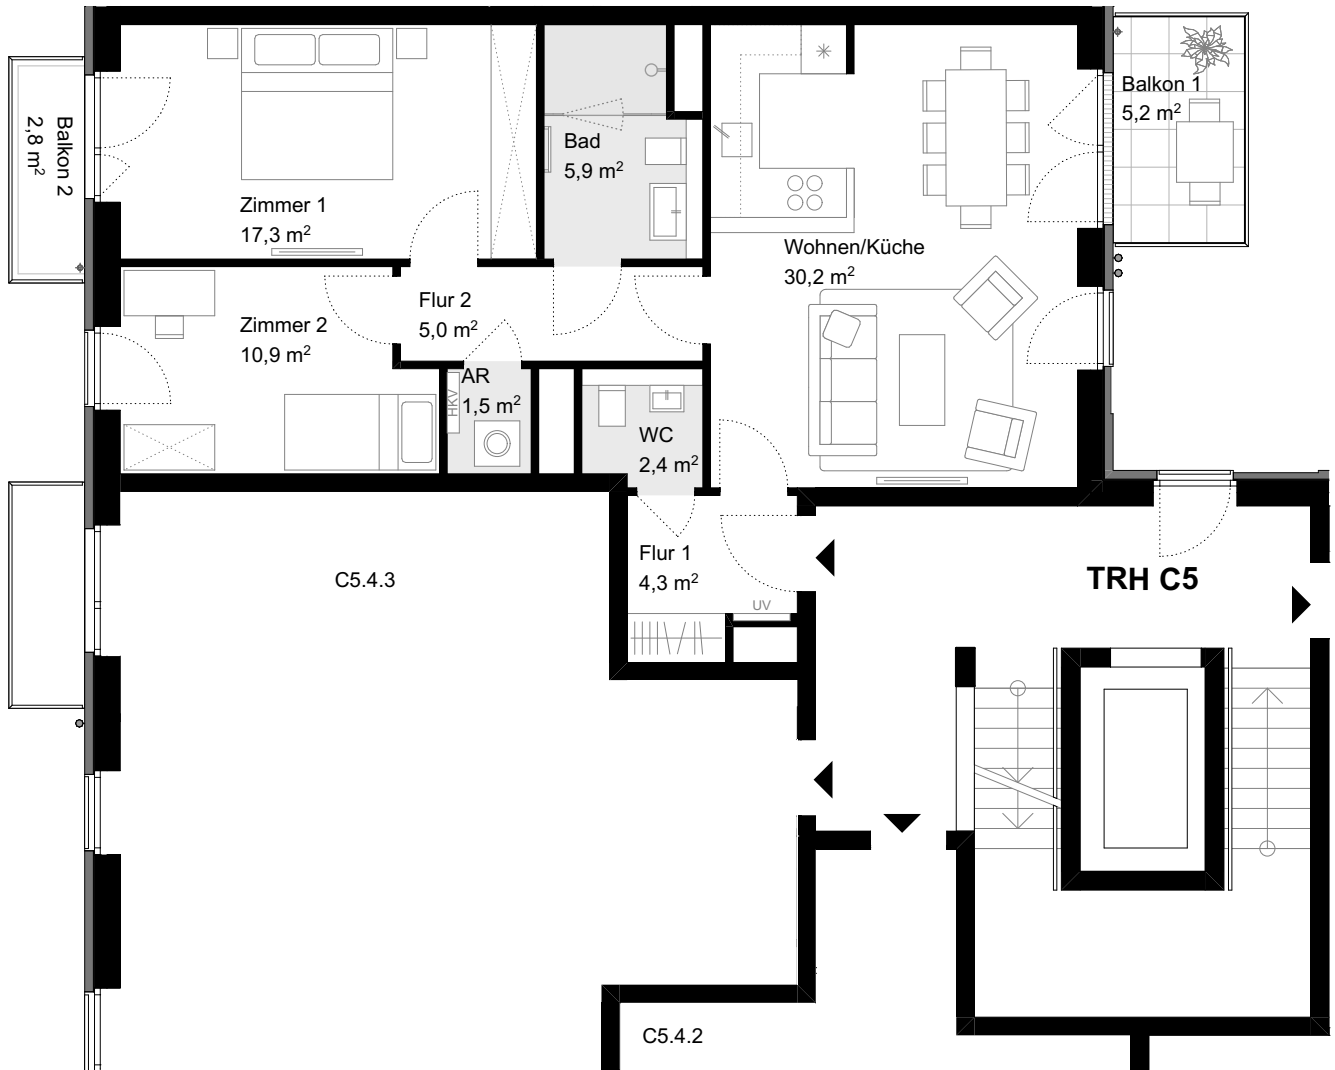 Balkon 2
2,8 m²
Zimmer 1
17,3 m²
Bad
5,9 m²
Balkon 1
5,2 m²
Wohnen/Küche
30,2 m²
Zimmer 2
10,9 m²
Flur 2
5,0 m²
AR
1,5 m²
HKV
WC
2,4 m²
Flur 1
4,3 m²
UV
C5.4.3
TRH C5
C5.4.2